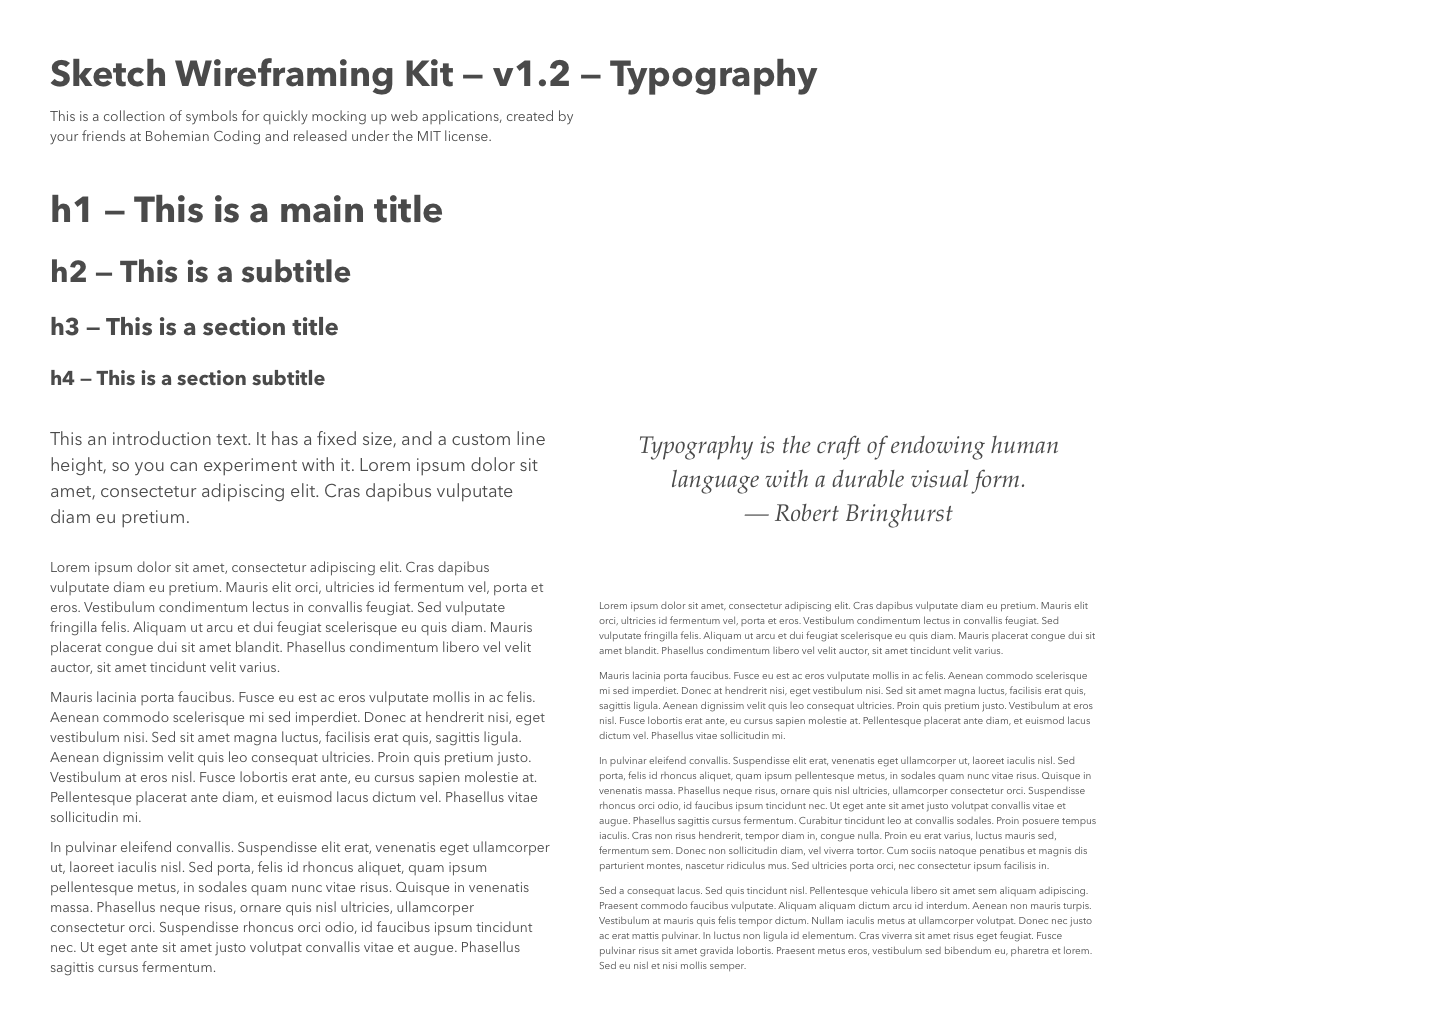 Sketch Wireframing Kit – v1.2 – Typography
This is a collection of symbols for quickly mocking up web applications, created by
your friends at Bohemian Coding and released under the MIT license.
h1 – This is a main title
h2 – This is a subtitle
h3 – This is a section title
h4 – This is a section subtitle
This an introduction text. It has a fixed size, and a custom line
height, so you can experiment with it. Lorem ipsum dolor sit
amet, consectetur adipiscing elit. Cras dapibus vulputate
diam eu pretium.
Lorem ipsum dolor sit amet, consectetur adipiscing elit. Cras dapibus
vulputate diam eu pretium. Mauris elit orci, ultricies id fermentum vel, porta et
eros. Vestibulum condimentum lectus in convallis feugiat. Sed vulputate
fringilla felis. Aliquam ut arcu et dui feugiat scelerisque eu quis diam. Mauris
placerat congue dui sit amet blandit. Phasellus condimentum libero vel velit
auctor, sit amet tincidunt velit varius.
Mauris lacinia porta faucibus. Fusce eu est ac eros vulputate mollis in ac felis.
Aenean commodo scelerisque mi sed imperdiet. Donec at hendrerit nisi, eget
vestibulum nisi. Sed sit amet magna luctus, facilisis erat quis, sagittis ligula.
Aenean dignissim velit quis leo consequat ultricies. Proin quis pretium justo.
Vestibulum at eros nisl. Fusce lobortis erat ante, eu cursus sapien molestie at.
Pellentesque placerat ante diam, et euismod lacus dictum vel. Phasellus vitae
sollicitudin mi.
In pulvinar eleifend convallis. Suspendisse elit erat, venenatis eget ullamcorper
ut, laoreet iaculis nisl. Sed porta, felis id rhoncus aliquet, quam ipsum
pellentesque metus, in sodales quam nunc vitae risus. Quisque in venenatis
massa. Phasellus neque risus, ornare quis nisl ultricies, ullamcorper
consectetur orci. Suspendisse rhoncus orci odio, id faucibus ipsum tincidunt
nec. Ut eget ante sit amet justo volutpat convallis vitae et augue. Phasellus
sagittis cursus fermentum.
Typography is the craft of endowing human
language with a durable visual form.
— Robert Bringhurst
Lorem ipsum dolor sit amet, consectetur adipiscing elit. Cras dapibus vulputate diam eu pretium. Mauris elit
orci, ultricies id fermentum vel, porta et eros. Vestibulum condimentum lectus in convallis feugiat. Sed
vulputate fringilla felis. Aliquam ut arcu et dui feugiat scelerisque eu quis diam. Mauris placerat congue dui sit
amet blandit. Phasellus condimentum libero vel velit auctor, sit amet tincidunt velit varius.
Mauris lacinia porta faucibus. Fusce eu est ac eros vulputate mollis in ac felis. Aenean commodo scelerisque
mi sed imperdiet. Donec at hendrerit nisi, eget vestibulum nisi. Sed sit amet magna luctus, facilisis erat quis,
sagittis ligula. Aenean dignissim velit quis leo consequat ultricies. Proin quis pretium justo. Vestibulum at eros
nisl. Fusce lobortis erat ante, eu cursus sapien molestie at. Pellentesque placerat ante diam, et euismod lacus
dictum vel. Phasellus vitae sollicitudin mi.
In pulvinar eleifend convallis. Suspendisse elit erat, venenatis eget ullamcorper ut, laoreet iaculis nisl. Sed
porta, felis id rhoncus aliquet, quam ipsum pellentesque metus, in sodales quam nunc vitae risus. Quisque in
venenatis massa. Phasellus neque risus, ornare quis nisl ultricies, ullamcorper consectetur orci. Suspendisse
rhoncus orci odio, id faucibus ipsum tincidunt nec. Ut eget ante sit amet justo volutpat convallis vitae et
augue. Phasellus sagittis cursus fermentum. Curabitur tincidunt leo at convallis sodales. Proin posuere tempus
iaculis. Cras non risus hendrerit, tempor diam in, congue nulla. Proin eu erat varius, luctus mauris sed,
fermentum sem. Donec non sollicitudin diam, vel viverra tortor. Cum sociis natoque penatibus et magnis dis
parturient montes, nascetur ridiculus mus. Sed ultricies porta orci, nec consectetur ipsum facilisis in.
Sed a consequat lacus. Sed quis tincidunt nisl. Pellentesque vehicula libero sit amet sem aliquam adipiscing.
Praesent commodo faucibus vulputate. Aliquam aliquam dictum arcu id interdum. Aenean non mauris turpis.
Vestibulum at mauris quis felis tempor dictum. Nullam iaculis metus at ullamcorper volutpat. Donec nec justo
ac erat mattis pulvinar. In luctus non ligula id elementum. Cras viverra sit amet risus eget feugiat. Fusce
pulvinar risus sit amet gravida lobortis. Praesent metus eros, vestibulum sed bibendum eu, pharetra et lorem.
Sed eu nisl et nisi mollis semper.